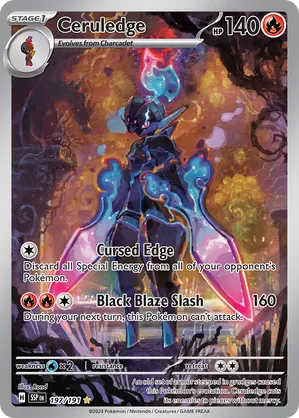 STAGE 1
Ceruledge
HP 140
Evolves from Charcadet
Cursed Edge
Discard all Special Energy from all of your opponent's
Pokémon.
Black Blaze Slash 160
During your next turn, this Pokémon can't attack.
weakness ×2 resistance retreat
Illus. Rond
H SSP EN 197/191
An old set of armor steeped in grudges caused
this Pokémon's evolution. Ceruledge cuts
its enemies to pieces without mercy.
©2024 Pokémon / Nintendo / Creatures / GAME FREAK